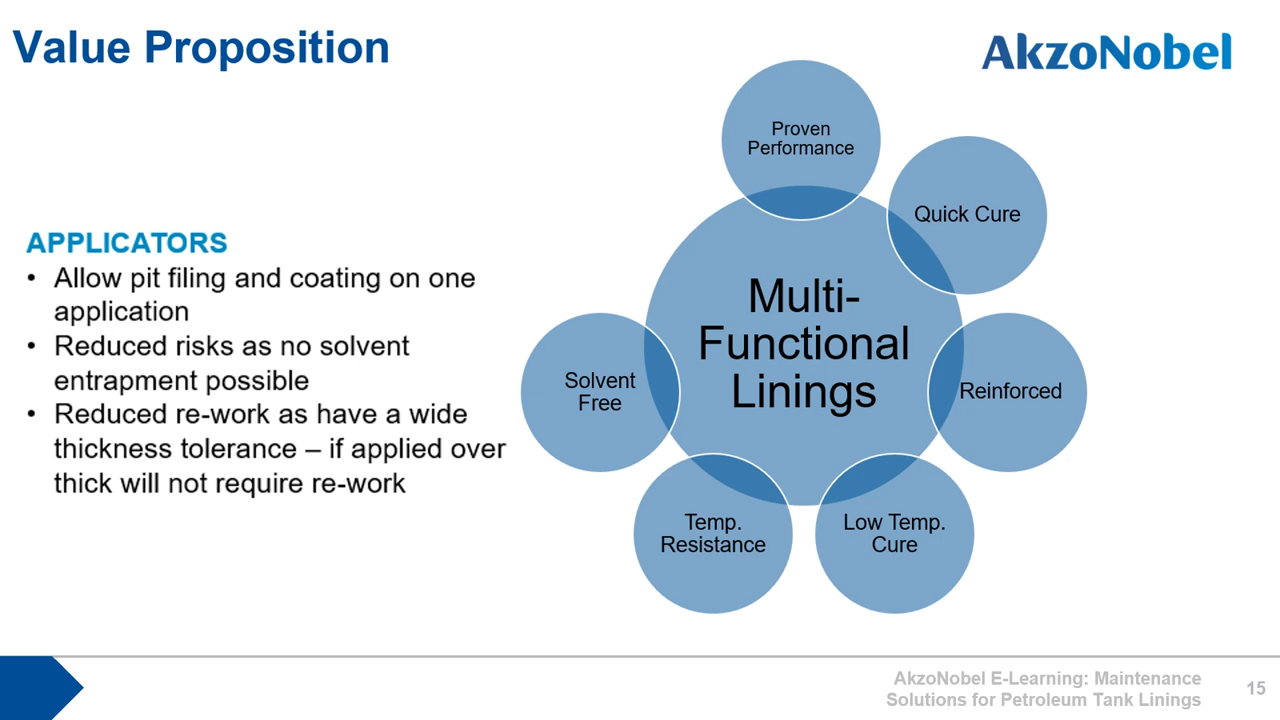 Value Proposition
AkzoNobel
APPLICATORS
• Allow pit filing and coating on one
application
• Reduced risks as no solvent
entrapment possible
• Reduced re-work as have a wide
thickness tolerance – if applied over
thick will not require re-work
Proven
Performance
Quick Cure
Multi-
Functional
Linings
Reinforced
Solvent
Free
Temp.
Resistance
Low Temp.
Cure
AkzoNobel E-Learning: Maintenance
Solutions for Petroleum Tank Linings
15